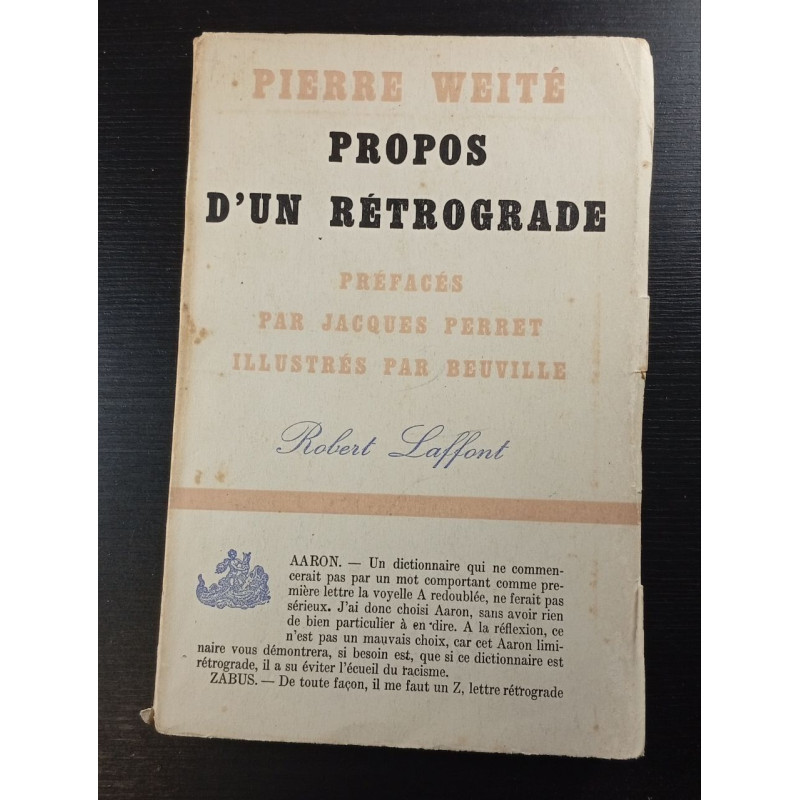 PIERRE WEITÉ
PROPOS
D'UN RÉTROGRADE
PRÉFACÉS
PAR JACQUES PERRET
ILLUSTRÉS PAR BEUVILLE
Robert Laffont
AARON. — Un dictionnaire qui ne commen-
cerait pas par un mot comportant comme pre-
mière lettre la voyelle A redoublée, ne ferait pas
sérieux. J'ai donc choisi Aaron, sans avoir rien
de bien particulier à en dire. A la réflexion, ce
n'est pas un mauvais choix, car cet Aaron limi-
naire vous démontrera, si besoin est, que si ce dictionnaire est
rétrograde, il a su éviter l'écueil du racisme.
ZABUS. — De toute façon, il me faut un Z, lettre rétrograde